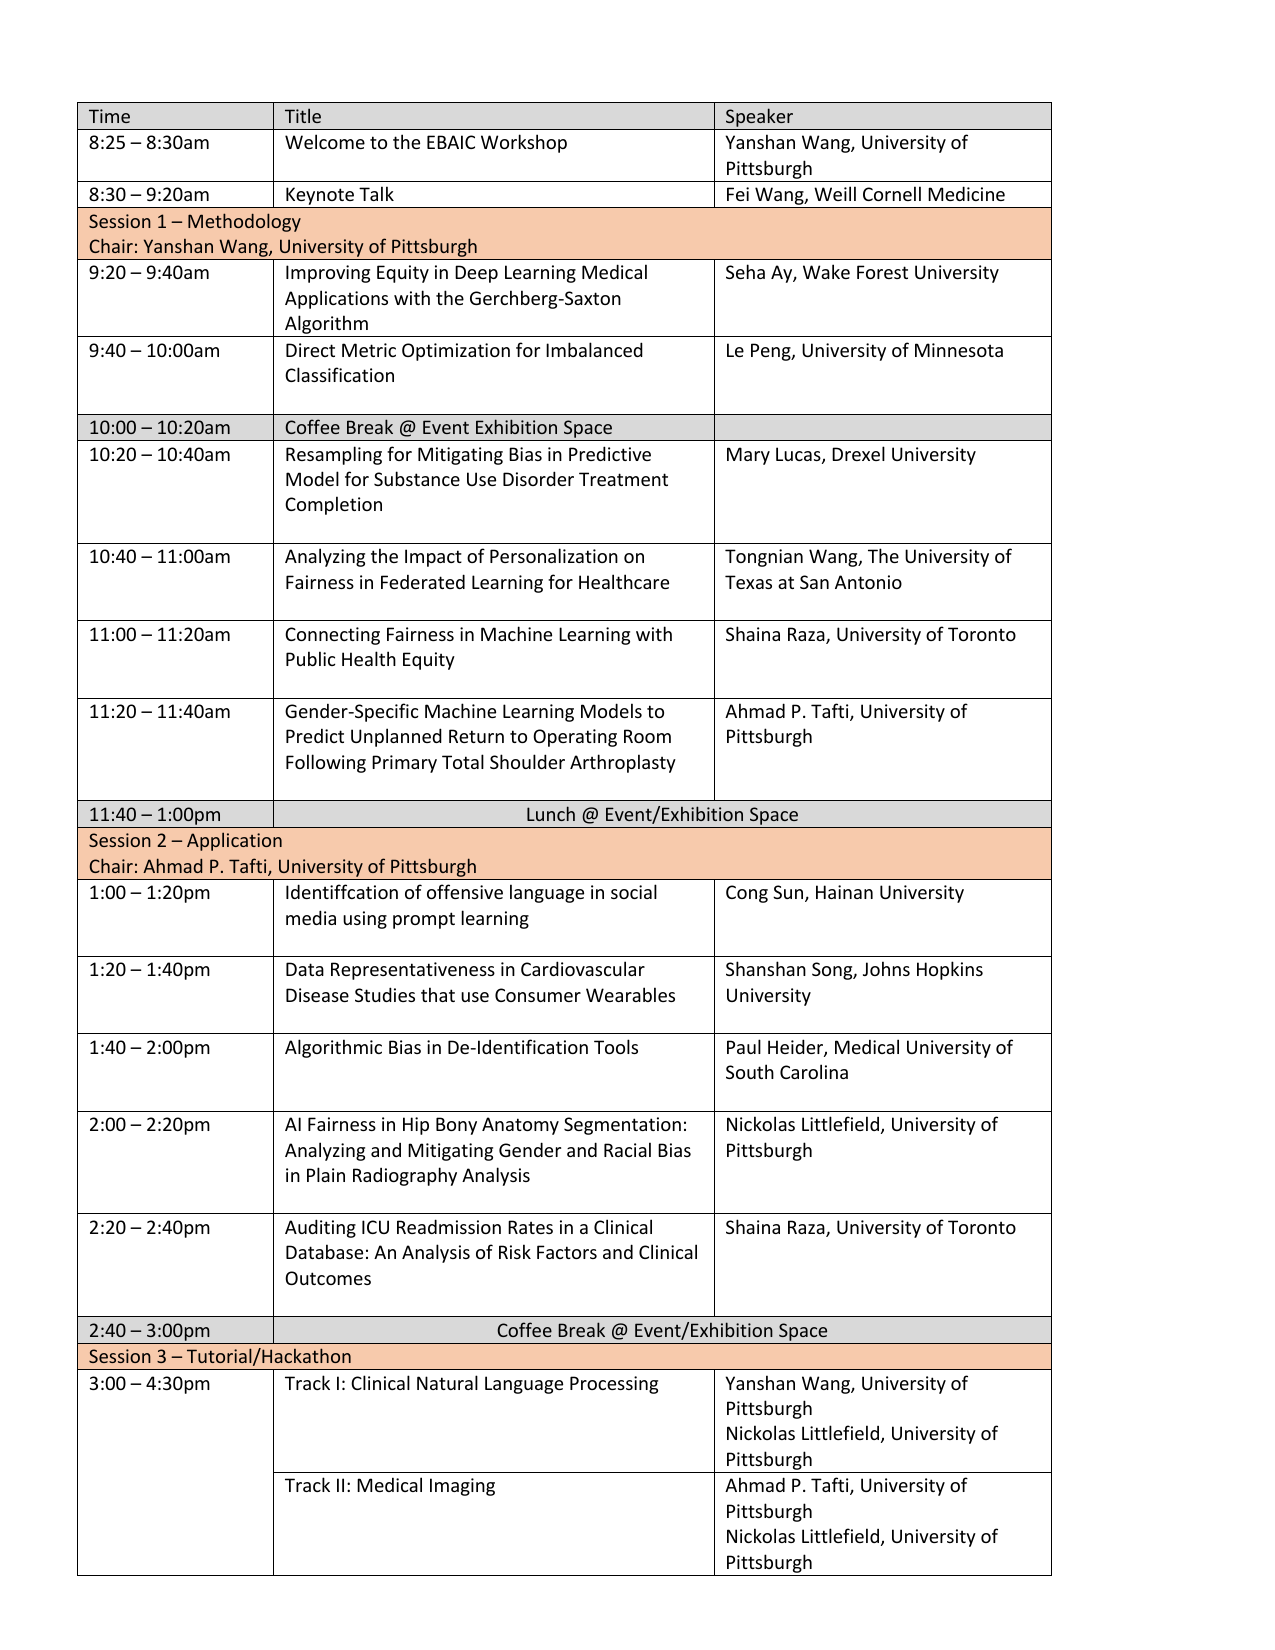 Time Title Speaker
8:25 – 8:30am Welcome to the EBAIC Workshop Yanshan Wang, University of
Pittsburgh
8:30 – 9:20am Keynote Talk Fei Wang, Weill Cornell Medicine
Session 1 – Methodology
Chair: Yanshan Wang, University of Pittsburgh
9:20 – 9:40am Improving Equity in Deep Learning Medical Seha Ay, Wake Forest University
Applications with the Gerchberg-Saxton
Algorithm
9:40 – 10:00am Direct Metric Optimization for Imbalanced Le Peng, University of Minnesota
Classification
10:00 – 10:20am Coffee Break @ Event Exhibition Space
10:20 – 10:40am Resampling for Mitigating Bias in Predictive Mary Lucas, Drexel University
Model for Substance Use Disorder Treatment
Completion
10:40 – 11:00am Analyzing the Impact of Personalization on Tongnian Wang, The University of
Fairness in Federated Learning for Healthcare Texas at San Antonio
11:00 – 11:20am Connecting Fairness in Machine Learning with Shaina Raza, University of Toronto
Public Health Equity
11:20 – 11:40am Gender-Specific Machine Learning Models to Ahmad P. Tafti, University of
Predict Unplanned Return to Operating Room Pittsburgh
Following Primary Total Shoulder Arthroplasty
11:40 – 1:00pm Lunch @ Event/Exhibition Space
Session 2 – Application
Chair: Ahmad P. Tafti, University of Pittsburgh
1:00 – 1:20pm Identiffcation of offensive language in social Cong Sun, Hainan University
media using prompt learning
1:20 – 1:40pm Data Representativeness in Cardiovascular Shanshan Song, Johns Hopkins
Disease Studies that use Consumer Wearables University
1:40 – 2:00pm Algorithmic Bias in De-Identification Tools Paul Heider, Medical University of
South Carolina
2:00 – 2:20pm AI Fairness in Hip Bony Anatomy Segmentation: Nickolas Littlefield, University of
Analyzing and Mitigating Gender and Racial Bias Pittsburgh
in Plain Radiography Analysis
2:20 – 2:40pm Auditing ICU Readmission Rates in a Clinical Shaina Raza, University of Toronto
Database: An Analysis of Risk Factors and Clinical
Outcomes
2:40 – 3:00pm Coffee Break @ Event/Exhibition Space
Session 3 – Tutorial/Hackathon
3:00 – 4:30pm Track I: Clinical Natural Language Processing Yanshan Wang, University of
Pittsburgh
Nickolas Littlefield, University of
Pittsburgh
Track II: Medical Imaging Ahmad P. Tafti, University of
Pittsburgh
Nickolas Littlefield, University of
Pittsburgh